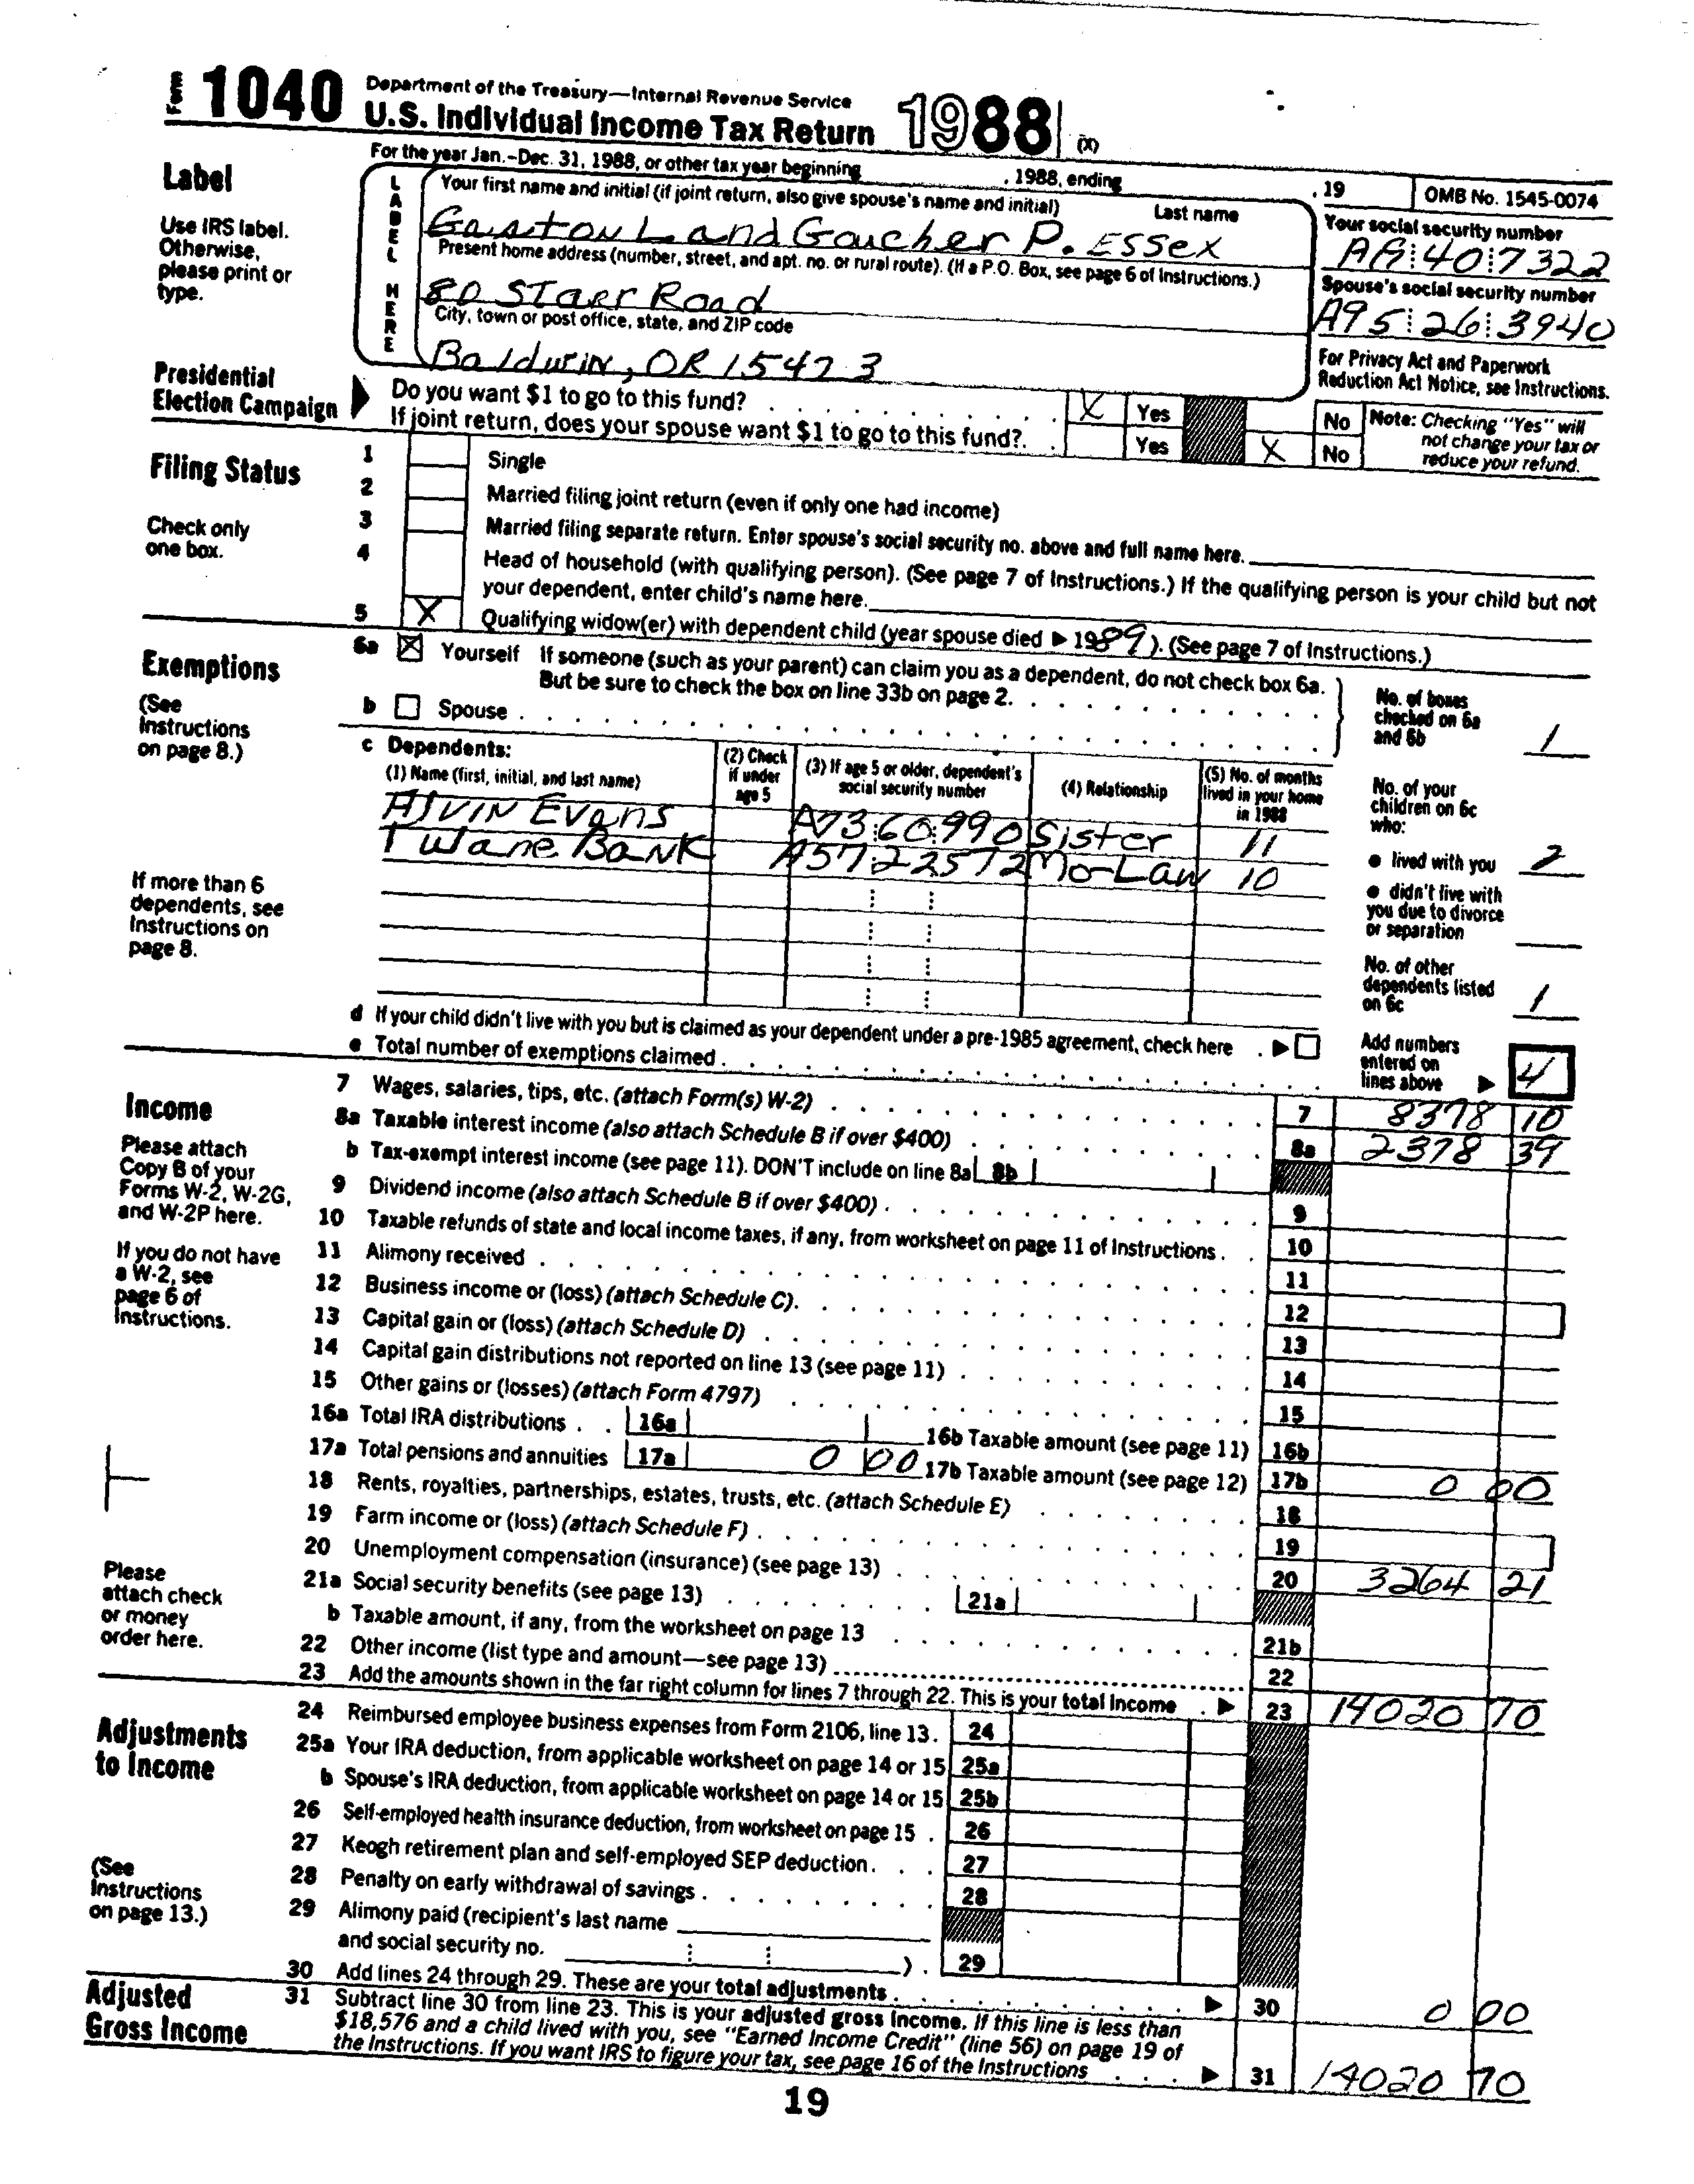 Form 1040 Department of the Treasury—Internal Revenue Service
U.S. Individual Income Tax Return 1988 (X)
For the year Jan.–Dec. 31, 1988, or other tax year beginning , 1988, ending , 19 OMB No. 1545-0074
Label
Use IRS label.
Otherwise,
please print or
type.
LABEL HERE
Your first name and initial (if joint return, also give spouse's name and initial) Last name
Gaston L and Gaucher P. Essex
Your social security number
Present home address (number, street, and apt. no. or rural route). (If a P.O. Box, see page 6 of Instructions.)
80 Starr Road
Spouse's social security number
A95 26 3940
City, town or post office, state, and ZIP code
Baldwin, OR 15473
For Privacy Act and Paperwork
Reduction Act Notice, see Instructions.
Presidential
Election Campaign
Do you want $1 to go to this fund? X Yes No
If joint return, does your spouse want $1 to go to this fund? Yes X No
Note: Checking "Yes" will
not change your tax or
reduce your refund.
Filing Status
Check only
one box.
1 Single
2 Married filing joint return (even if only one had income)
3 Married filing separate return. Enter spouse's social security no. above and full name here.
4 Head of household (with qualifying person). (See page 7 of Instructions.) If the qualifying person is your child but not
your dependent, enter child's name here.
5 X Qualifying widow(er) with dependent child (year spouse died ▶ 1989). (See page 7 of Instructions.)
Exemptions
(See
Instructions
on page 8.)
6a X Yourself If someone (such as your parent) can claim you as a dependent, do not check box 6a.
But be sure to check the box on line 33b on page 2.
b Spouse
No. of boxes
checked on 6a
and 6b 1
c Dependents:
(1) Name (first, initial, and last name)
(2) Check
if under
age 5
(3) If age 5 or older, dependent's
social security number
(4) Relationship
(5) No. of months
lived in your home
in 1988
Alvin Evans A73 60 990 Sister 11
Tulane Bank A57 22572 Mo-Law 10
If more than 6
dependents, see
Instructions on
page 8.
No. of your
children on 6c
who:
● lived with you 2
● didn't live with
you due to divorce
or separation
No. of other
dependents listed
on 6c 1
d If your child didn't live with you but is claimed as your dependent under a pre-1985 agreement, check here ▶
e Total number of exemptions claimed
Add numbers
entered on
lines above ▶ 4
Income
Please attach
Copy B of your
Forms W-2, W-2G,
and W-2P here.
If you do not have
a W-2, see
page 6 of
Instructions.
Please
attach check
or money
order here.
7 Wages, salaries, tips, etc. (attach Form(s) W-2) 7 8378 10
8a Taxable interest income (also attach Schedule B if over $400) 8a 2378 39
b Tax-exempt interest income (see page 11). DON'T include on line 8a 8b
9 Dividend income (also attach Schedule B if over $400) 9
10 Taxable refunds of state and local income taxes, if any, from worksheet on page 11 of Instructions 10
11 Alimony received 11
12 Business income or (loss) (attach Schedule C). 12
13 Capital gain or (loss) (attach Schedule D) 13
14 Capital gain distributions not reported on line 13 (see page 11) 14
15 Other gains or (losses) (attach Form 4797) 15
16a Total IRA distributions 16a 16b Taxable amount (see page 11) 16b
17a Total pensions and annuities 17a 0 00 17b Taxable amount (see page 12) 17b 0 00
18 Rents, royalties, partnerships, estates, trusts, etc. (attach Schedule E) 18
19 Farm income or (loss) (attach Schedule F) 19
20 Unemployment compensation (insurance) (see page 13) 20 3264 21
21a Social security benefits (see page 13) 21a
b Taxable amount, if any, from the worksheet on page 13 21b
22 Other income (list type and amount—see page 13) 22
23 Add the amounts shown in the far right column for lines 7 through 22. This is your total income ▶ 23 14020 70
Adjustments
to Income
(See
Instructions
on page 13.)
24 Reimbursed employee business expenses from Form 2106, line 13. 24
25a Your IRA deduction, from applicable worksheet on page 14 or 15 25a
b Spouse's IRA deduction, from applicable worksheet on page 14 or 15 25b
26 Self-employed health insurance deduction, from worksheet on page 15 26
27 Keogh retirement plan and self-employed SEP deduction 27
28 Penalty on early withdrawal of savings 28
29 Alimony paid (recipient's last name
and social security no. ). 29
30 Add lines 24 through 29. These are your total adjustments ▶ 30 0 00
Adjusted
Gross Income
31 Subtract line 30 from line 23. This is your adjusted gross income. If this line is less than
$18,576 and a child lived with you, see "Earned Income Credit" (line 56) on page 19 of
the Instructions. If you want IRS to figure your tax, see page 16 of the Instructions ▶ 31 14020 70
19